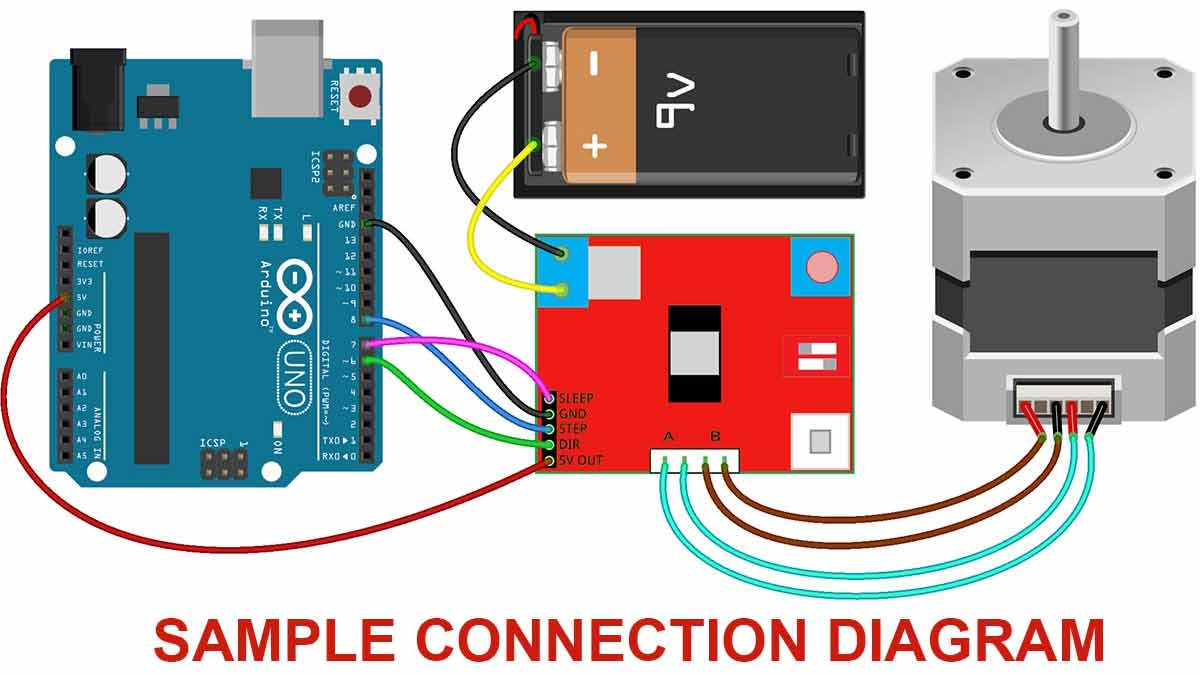 RESET
ICSP2
AREF
GND
13
12
~11
~10
~9
8
7
~6
~5
4
~3
2
TX0▶1
RX0◀0
DIGITAL (PWM=~)
L
TX
RX
Arduino™
UNO
ON
ICSP
1
IOREF
RESET
3V3
5V
GND
GND
VIN
POWER
A0
A1
A2
A3
A4
A5
ANALOG IN
-
+
9v
SLEEP
GND
STEP
DIR
5V OUT
A B
SAMPLE CONNECTION DIAGRAM